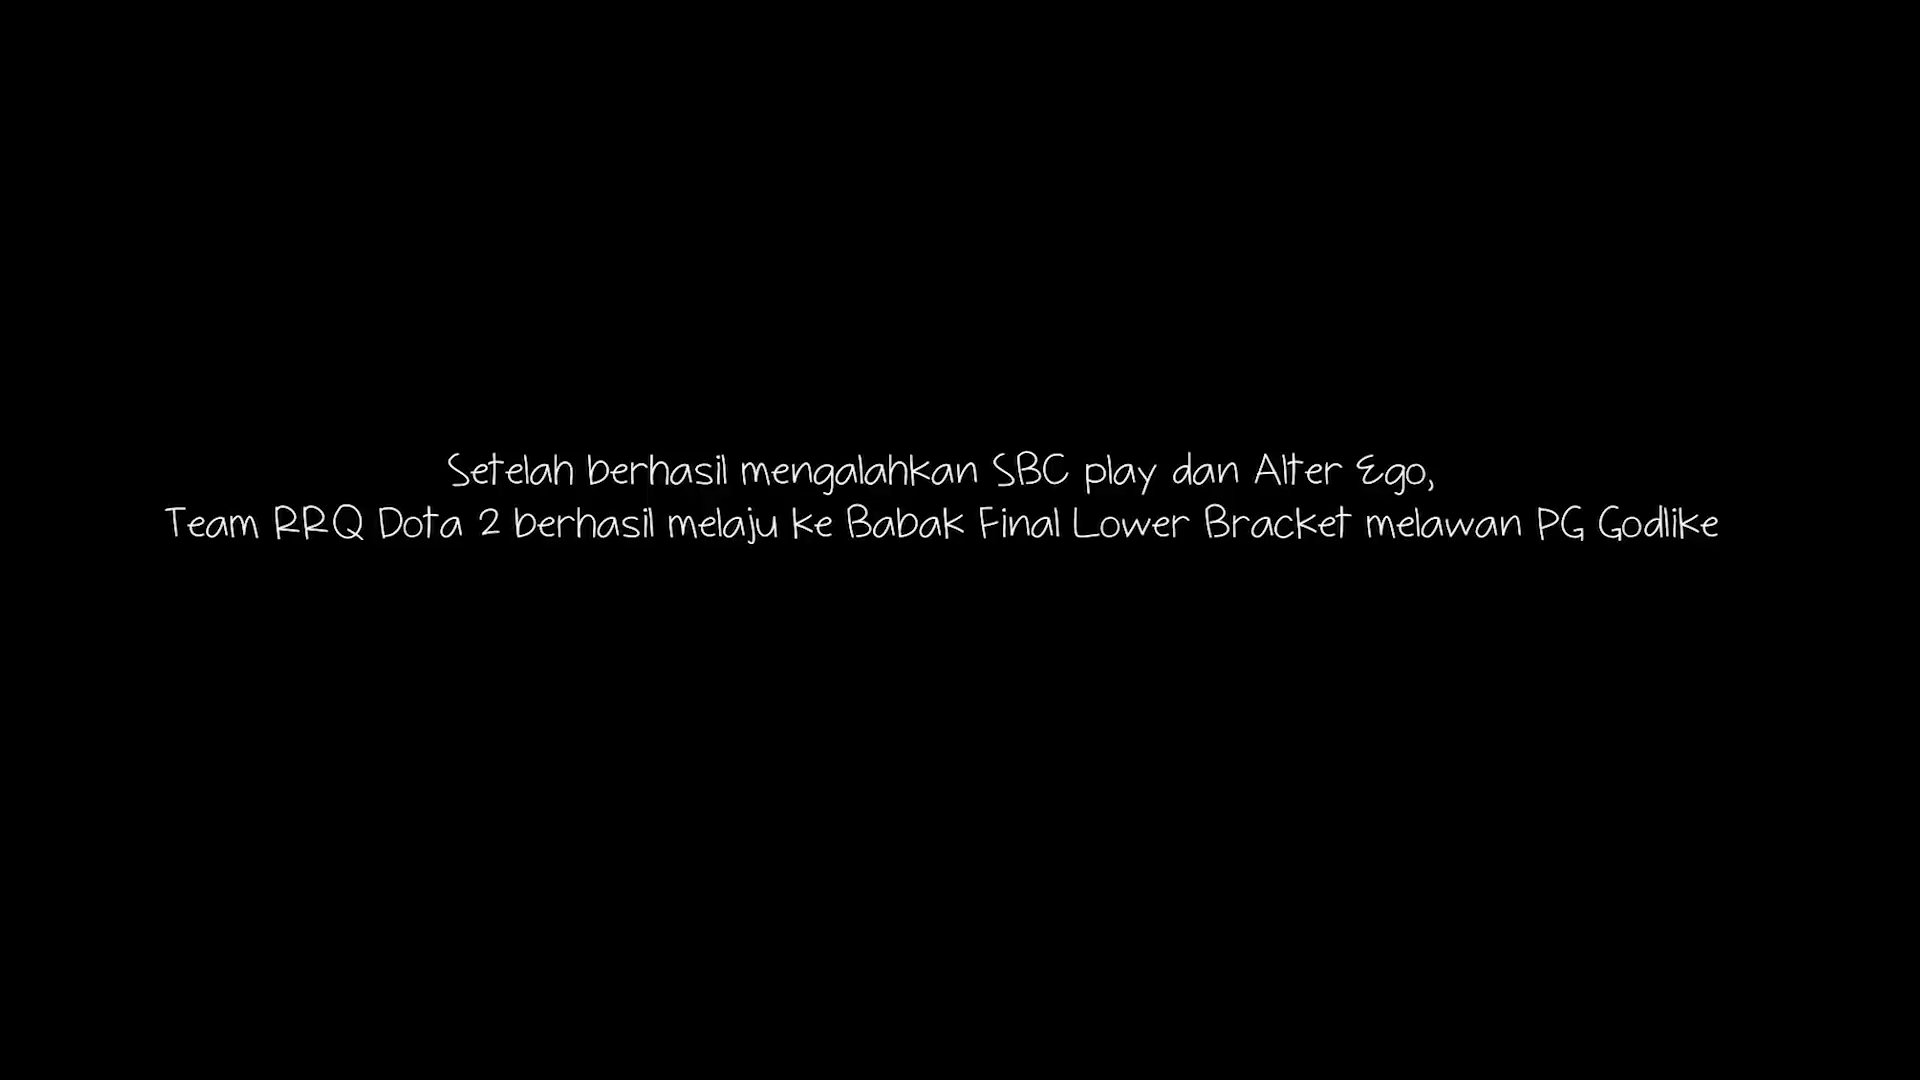 Setelah berhasil mengalahkan SBC play dan Alter Ego,
Team RRQ Dota 2 berhasil melaju ke Babak Final Lower Bracket melawan PG Godlike